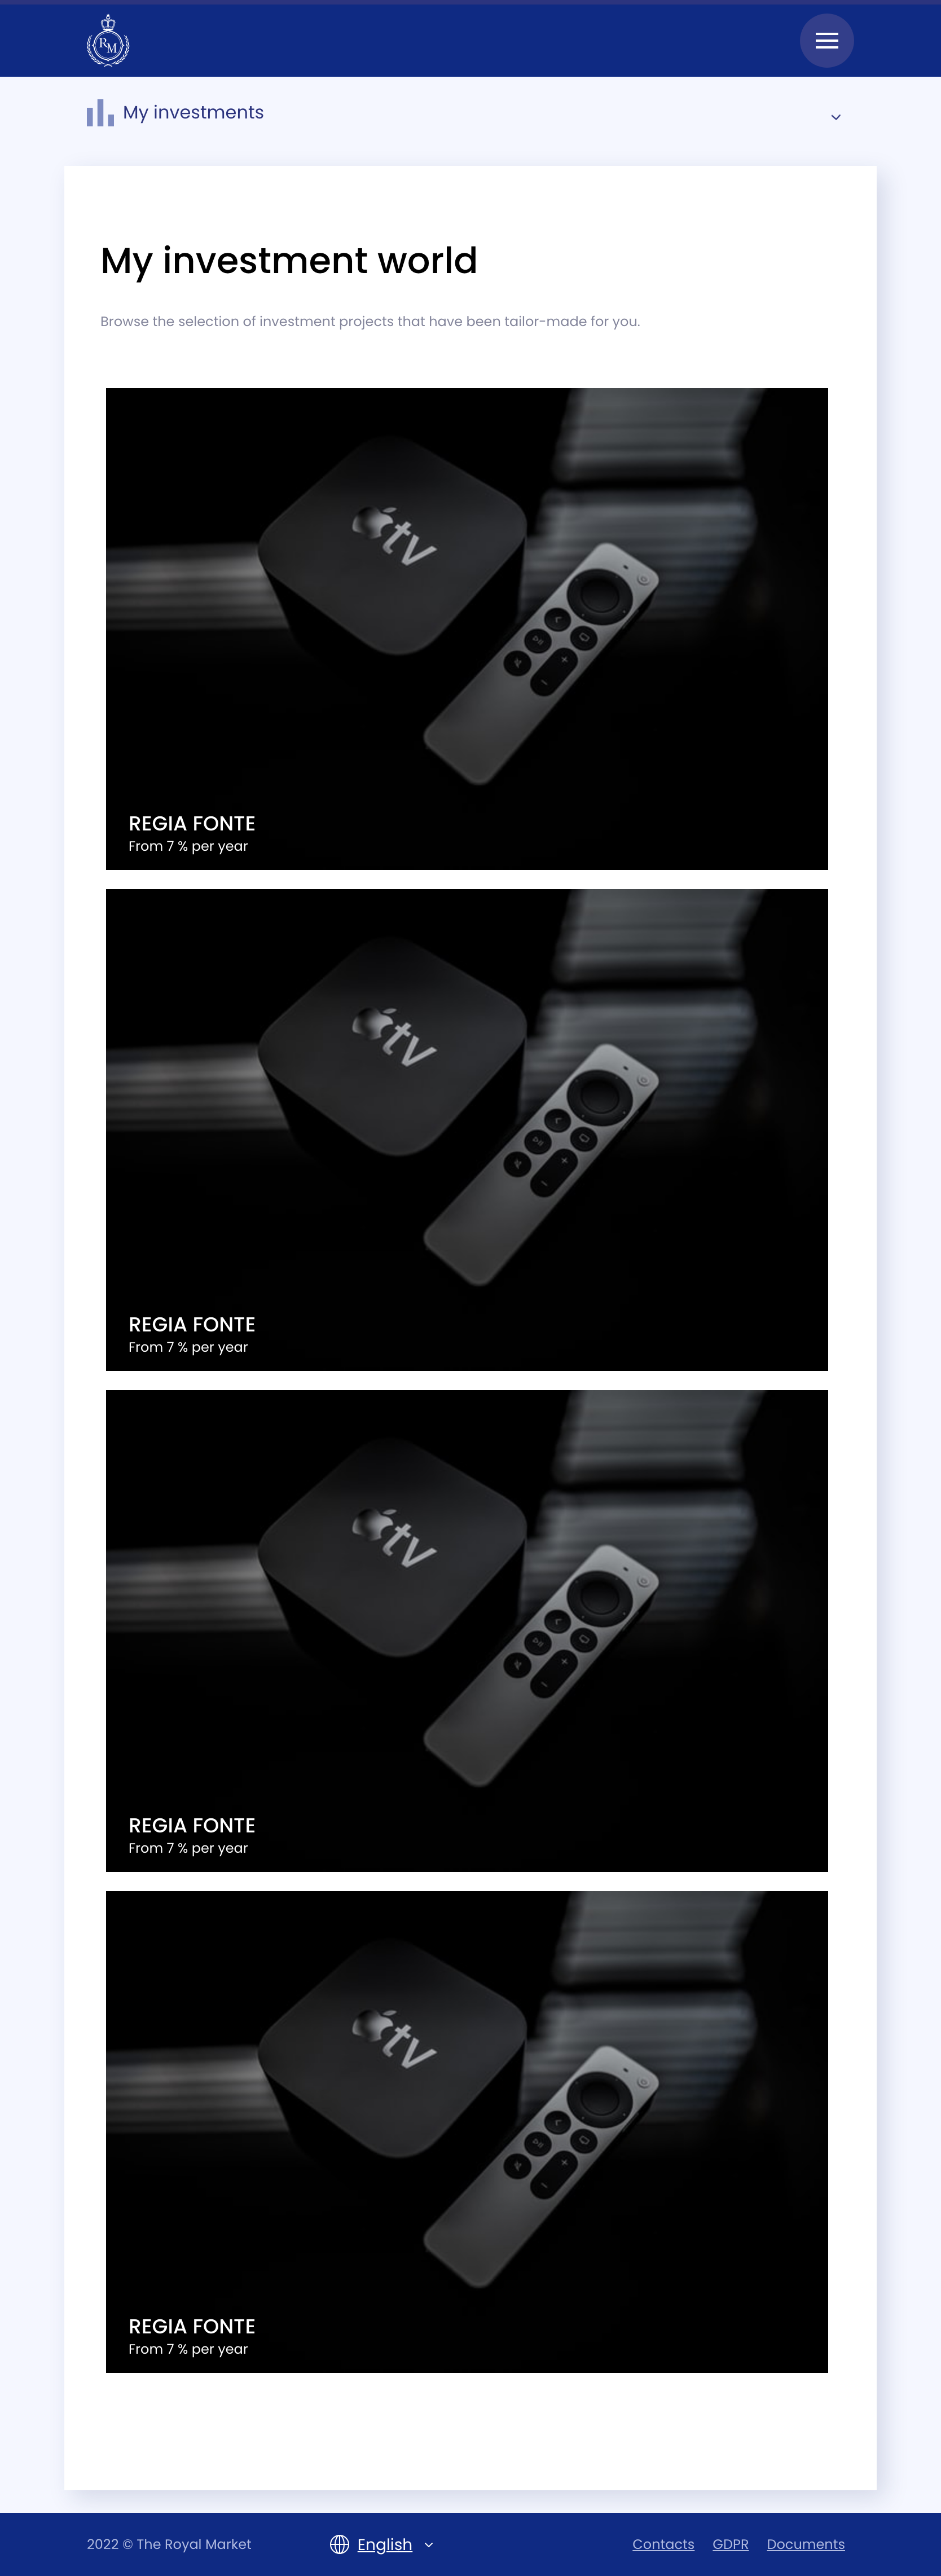 RM
My investments
My investment world
Browse the selection of investment projects that have been tailor-made for you.
tv
REGIA FONTE
From 7 % per year
tv
REGIA FONTE
From 7 % per year
tv
REGIA FONTE
From 7 % per year
tv
REGIA FONTE
From 7 % per year
2022 © The Royal Market
English
Contacts GDPR Documents